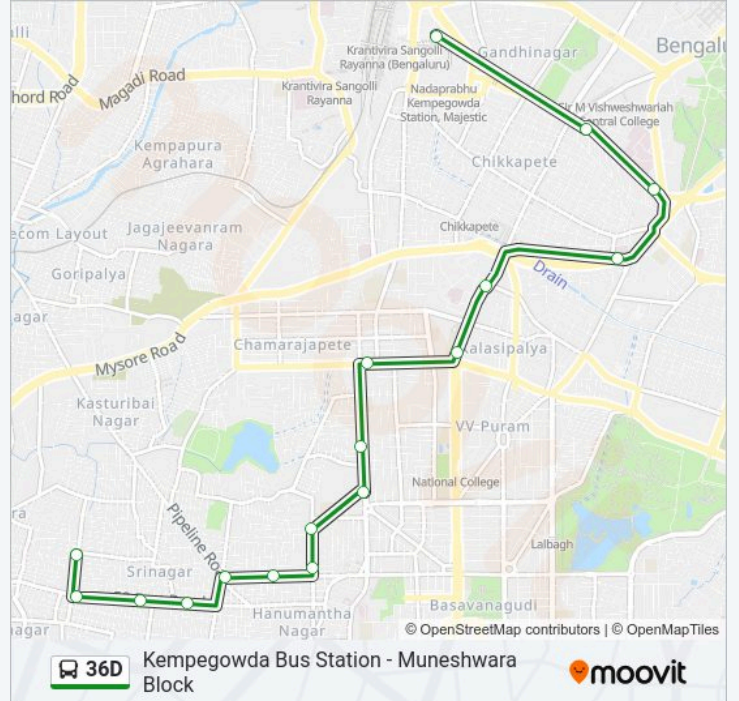 Bengalu
Krantivira Sangolli
Rayanna (Bengaluru)
Gandhinagar
Magadi Road
Krantivira Sangolli
Rayanna
Nadaprabhu
Kempegowda
Station, Majestic
Sir M Vishweshwariah
Central College
hord Road
Kempapura
Agrahara
Chikkapete
ecom Layout
Jagajeevanram
Nagara
Chikkapete
Goripalya
Drain
agar
Mysore Road
Chamarajapete
Kalasipalya
Kasturibai
Nagar
VV Puram
National College
Pipeline Ro
Lalbagh
Srinagar
Hanumantha
Nagar
Basavanagudi
agar
© OpenStreetMap contributors | © OpenMapTiles
36D
Kempegowda Bus Station - Muneshwara
Block
moovit